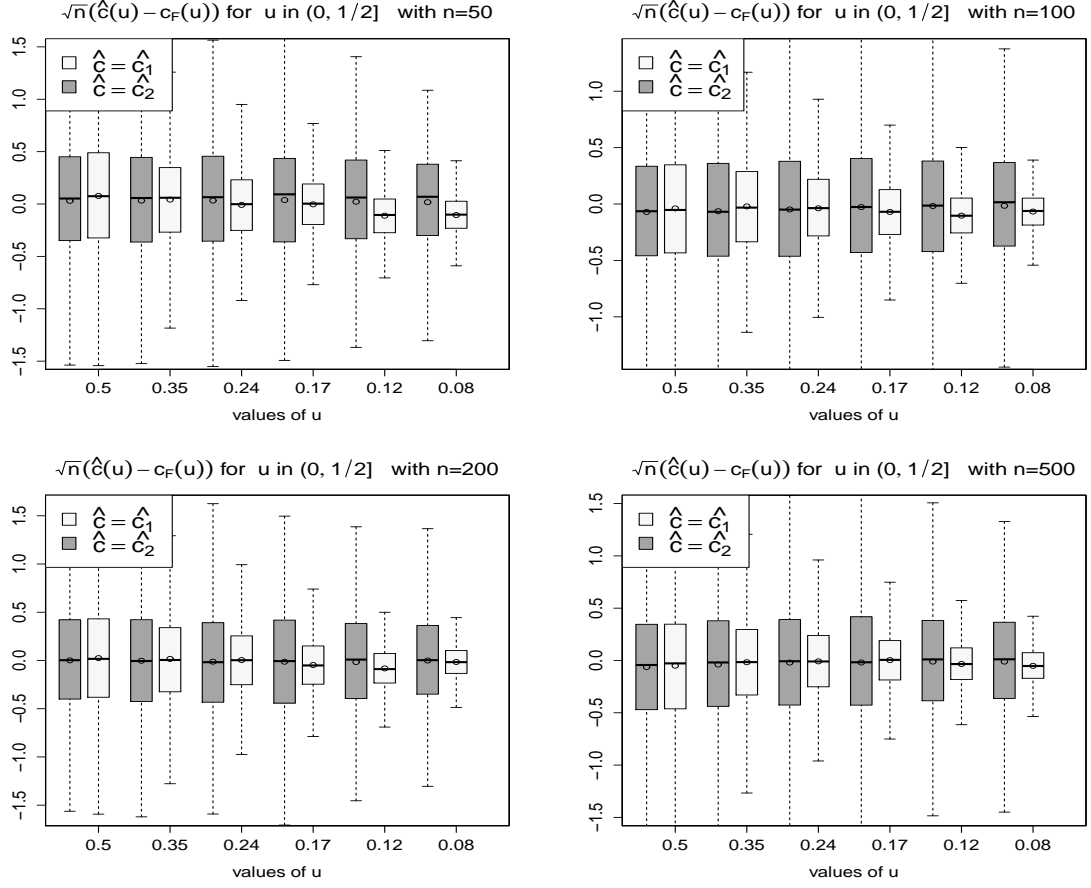 √n(ĉ(u) − c_F(u)) for u in (0, 1/2] with n=50
ĉ = ĉ₁
ĉ = ĉ₂
1.5
1.0
0.5
0.0
−0.5
−1.0
−1.5
0.5 0.35 0.24 0.17 0.12 0.08
values of u
√n(ĉ(u) − c_F(u)) for u in (0, 1/2] with n=100
ĉ = ĉ₁
ĉ = ĉ₂
1.0
0.5
0.0
−0.5
−1.0
0.5 0.35 0.24 0.17 0.12 0.08
values of u
√n(ĉ(u) − c_F(u)) for u in (0, 1/2] with n=200
ĉ = ĉ₁
ĉ = ĉ₂
1.5
1.0
0.5
0.0
−0.5
−1.0
−1.5
0.5 0.35 0.24 0.17 0.12 0.08
values of u
√n(ĉ(u) − c_F(u)) for u in (0, 1/2] with n=500
ĉ = ĉ₁
ĉ = ĉ₂
1.5
1.0
0.5
0.0
−0.5
−1.0
−1.5
0.5 0.35 0.24 0.17 0.12 0.08
values of u